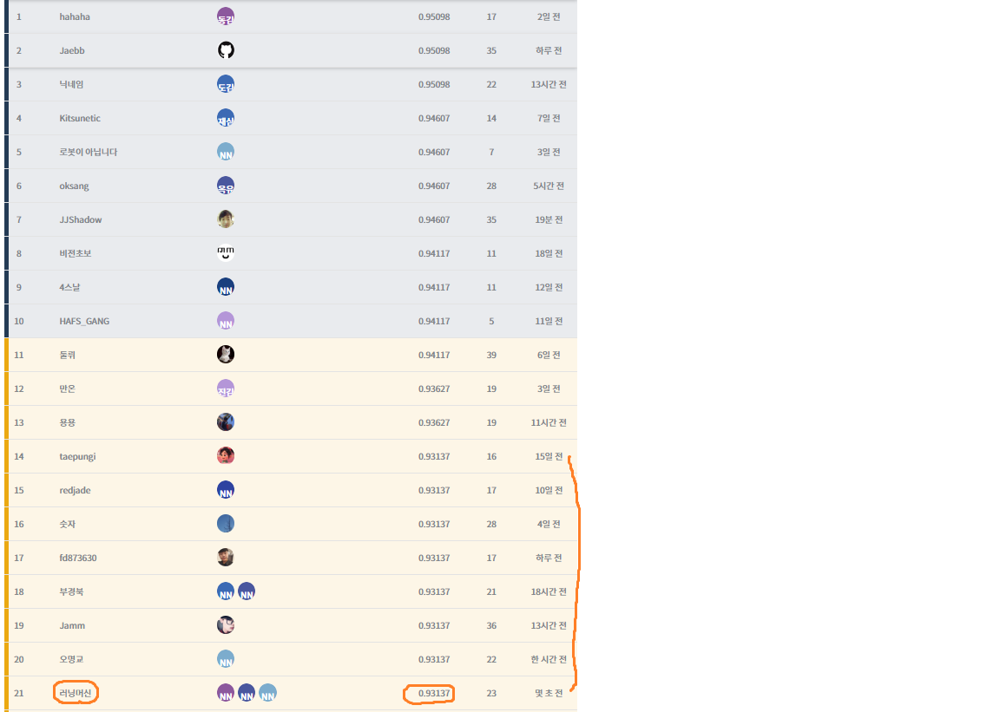 1 hahaha 동김 0.95098 17 2일 전
2 Jaebb 0.95098 35 하루 전
3 닉네임 도김 0.95098 22 13시간 전
4 Kitsunetic 재심 0.94607 14 7일 전
5 로봇이 아닙니다 NN 0.94607 7 3일 전
6 oksang 0.94607 28 5시간 전
7 JJShadow 0.94607 35 19분 전
8 비전초보 0.94117 11 18일 전
9 4스날 NN 0.94117 11 12일 전
10 HAFS_GANG NN 0.94117 5 11일 전
11 둘뤼 0.94117 39 6일 전
12 만온 진김 0.93627 19 3일 전
13 용용 0.93627 19 11시간 전
14 taepungi 0.93137 16 15일 전
15 redjade NN 0.93137 17 10일 전
16 숫자 0.93137 28 4일 전
17 fd873630 0.93137 17 하루 전
18 부경북 NN NN 0.93137 21 18시간 전
19 Jamm 0.93137 36 13시간 전
20 오명교 NN 0.93137 22 한 시간 전
21 러닝머신 NN NN NN 0.93137 23 몇 초 전